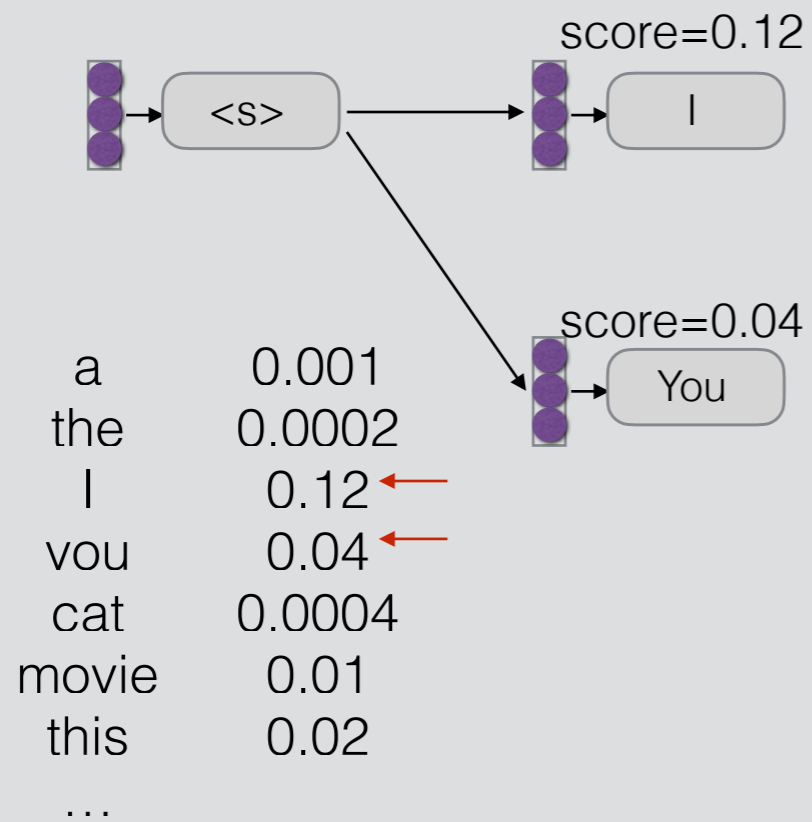 score=0.12
<s> I
score=0.04
You
a 0.001
the 0.0002
I 0.12
vou 0.04
cat 0.0004
movie 0.01
this 0.02
...